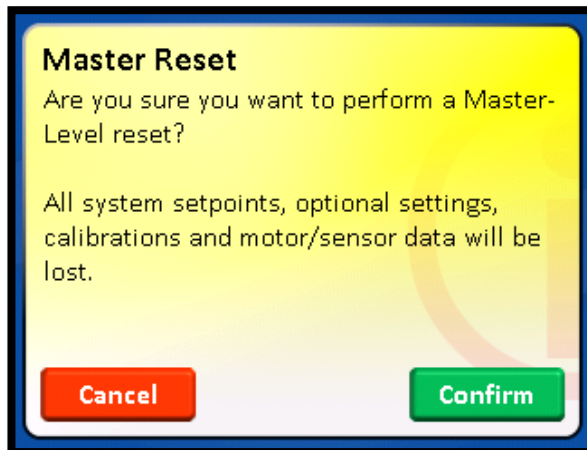 Master Reset
Are you sure you want to perform a Master-
Level reset?
All system setpoints, optional settings,
calibrations and motor/sensor data will be
lost.
Cancel
Confirm